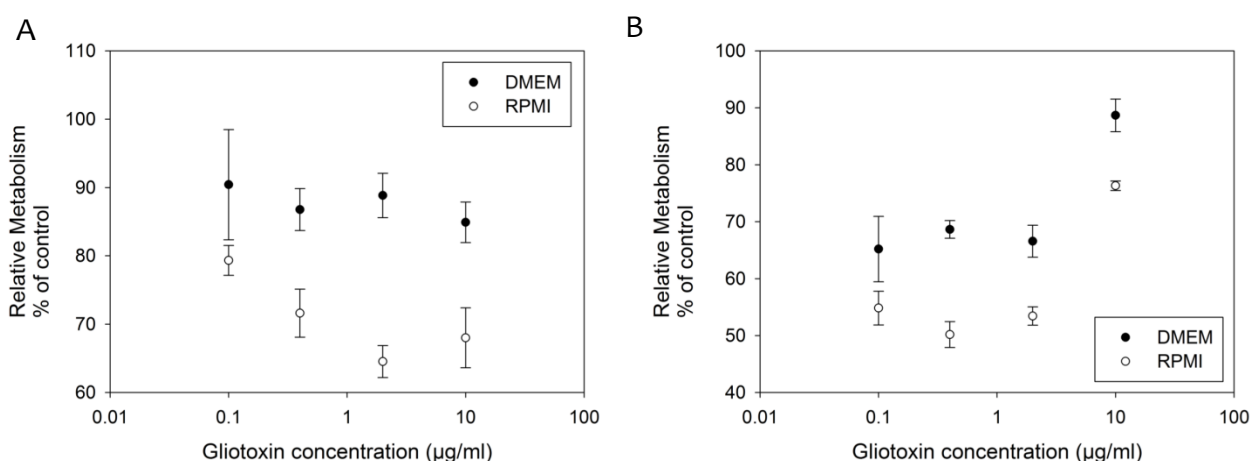 A
110
100
90
80
70
60
0.01
0.1
1
10
100
Relative Metabolism
% of control
Gliotoxin concentration (µg/ml)
DMEM
RPMI
B
100
90
80
70
60
50
40
0.01
0.1
1
10
100
Relative Metabolism
% of control
Gliotoxin concentration (µg/ml)
DMEM
RPMI